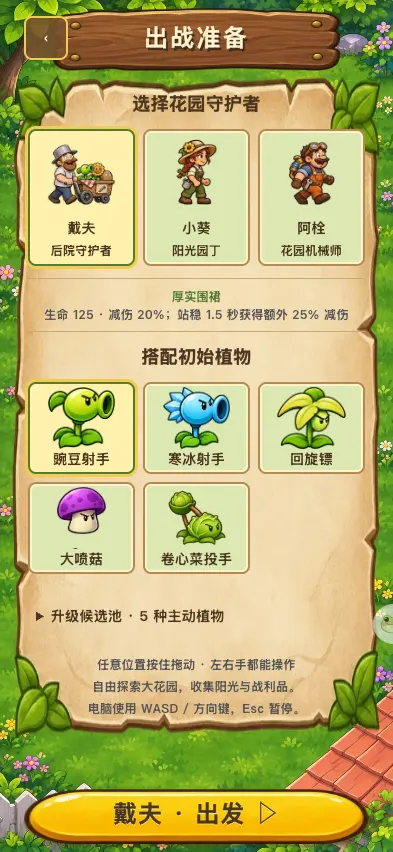 ‹
出战准备
选择花园守护者
戴夫
后院守护者
小葵
阳光园丁
阿栓
花园机械师
厚实围裙
生命 125 · 减伤 20%；站稳 1.5 秒获得额外 25% 减伤
搭配初始植物
豌豆射手
寒冰射手
回旋镖
大喷菇
卷心菜投手
▶ 升级候选池 · 5 种主动植物
任意位置按住拖动 · 左右手都能操作
自由探索大花园，收集阳光与战利品。
电脑使用 WASD / 方向键，Esc 暂停。
戴夫 · 出发 ▷